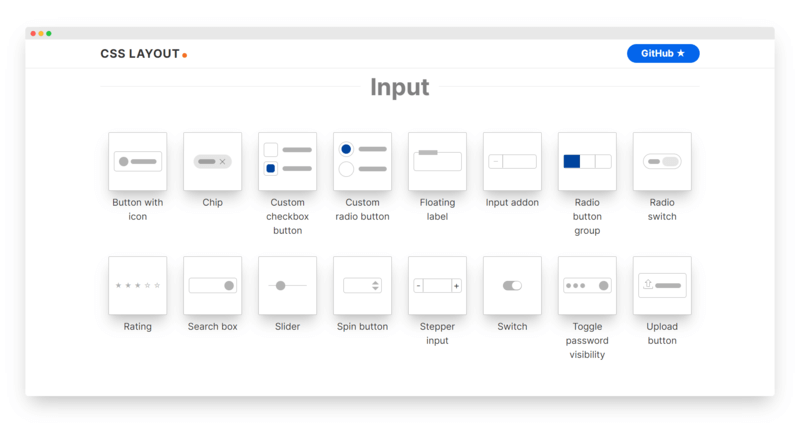 CSS LAYOUT.
GitHub ★
Input
Button with
icon
Chip
Custom
checkbox
button
Custom
radio button
Floating
label
Input addon
Radio
button
group
Radio
switch
Rating
Search box
Slider
Spin button
Stepper
input
Switch
Toggle
password
visibility
Upload
button